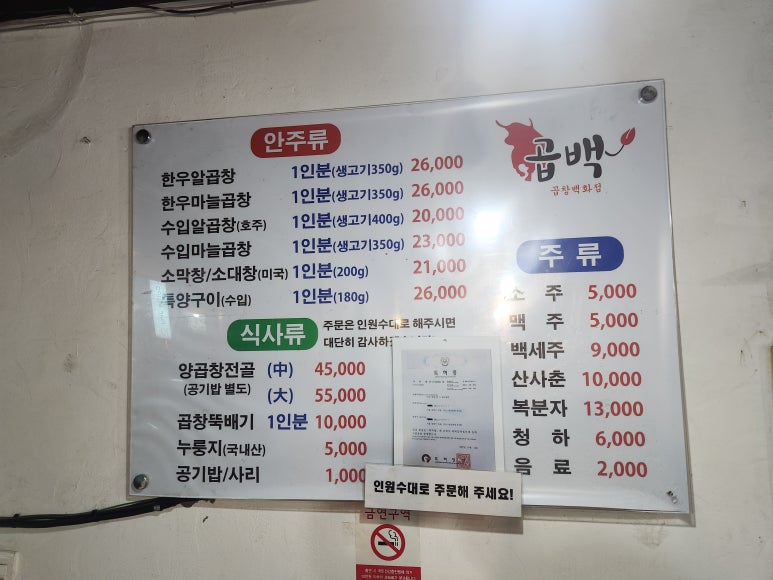 안주류
한우알곱창 1인분(생고기350g) 26,000
한우마늘곱창 1인분(생고기350g) 26,000
수입알곱창(호주) 1인분(생고기400g) 20,000
수입마늘곱창 1인분(생고기350g) 23,000
소막창/소대창(미국) 1인분(200g) 21,000
특양구이(수입) 1인분(180g) 26,000
식사류
주문은 인원수대로 해주시면
대단히 감사하
양곱창전골 (中) 45,000
(공기밥 별도) (大) 55,000
곱창뚝배기 1인분 10,000
누룽지(국내산) 5,000
공기밥/사리 1,000
곱백
곱창백화점
주류
소주 5,000
맥주 5,000
백세주 9,000
산사춘 10,000
복분자 13,000
청하 6,000
음료 2,000
인원수대로 주문해 주세요!
금연구역